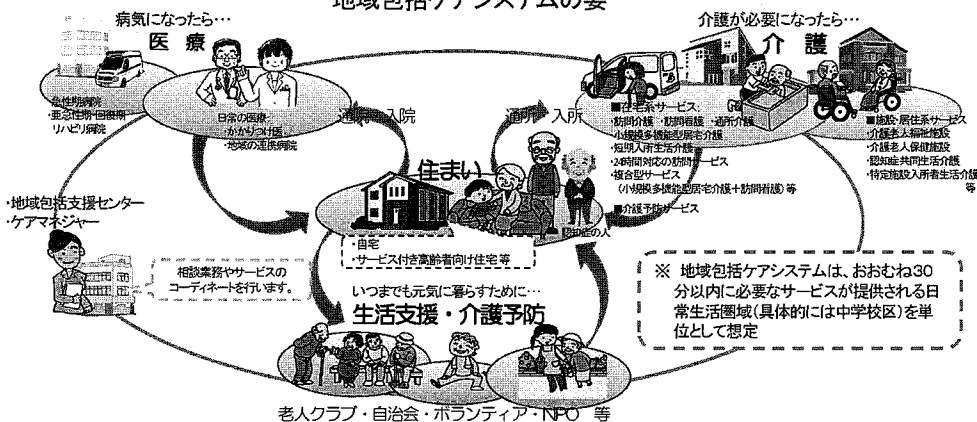 地域包括ケアシステムの姿
病気になったら…
医 療
急性期病院
・亜急性期・回復期
リハビリ病院
日常の医療:
・かかりつけ医
・地域の連携病院
通院・入院
介護が必要になったら…
介 護
通所・入所
■在宅系サービス:
・訪問介護・訪問看護・通所介護
・小規模多機能型居宅介護
・短期入所生活介護
・24時間対応の訪問サービス
・複合型サービス
(小規模多機能型居宅介護+訪問看護)等
■介護予防サービス
■施設・居住系サービス
・介護老人福祉施設
・介護老人保健施設
・認知症共同生活介護
・特定施設入所者生活介護
等
住まい
認知症の人
・自宅
・サービス付き高齢者向け住宅 等
・地域包括支援センター
・ケアマネジャー
相談業務やサービスの
コーディネートを行います。
いつまでも元気に暮らすために…
生活支援・介護予防
老人クラブ・自治会・ボランティア・NPO 等
※ 地域包括ケアシステムは、おおむね30
分以内に必要なサービスが提供される日
常生活圏域(具体的には中学校区)を単
位として想定